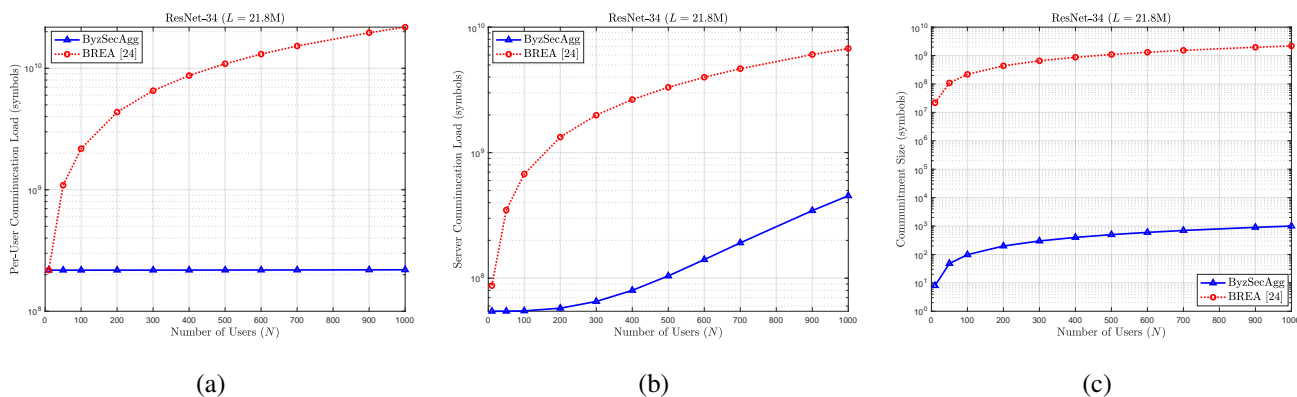 ResNet-34 (L = 21.8M)
ByzSecAgg
BREA [24]
Per-User Comminucation Load (symbols)
10^10
10^9
10^8
0 100 200 300 400 500 600 700 800 900 1000
Number of Users (N)
(a)
ResNet-34 (L = 21.8M)
ByzSecAgg
BREA [24]
Server Comminucation Load (symbols)
10^10
10^9
10^8
0 100 200 300 400 500 600 700 800 900 1000
Number of Users (N)
(b)
ResNet-34 (L = 21.8M)
Communitment Size (symbols)
10^10
10^9
10^8
10^7
10^6
10^5
10^4
10^3
10^2
10^1
10^0
ByzSecAgg
BREA [24]
0 100 200 300 400 500 600 700 800 900 1000
Number of Users (N)
(c)